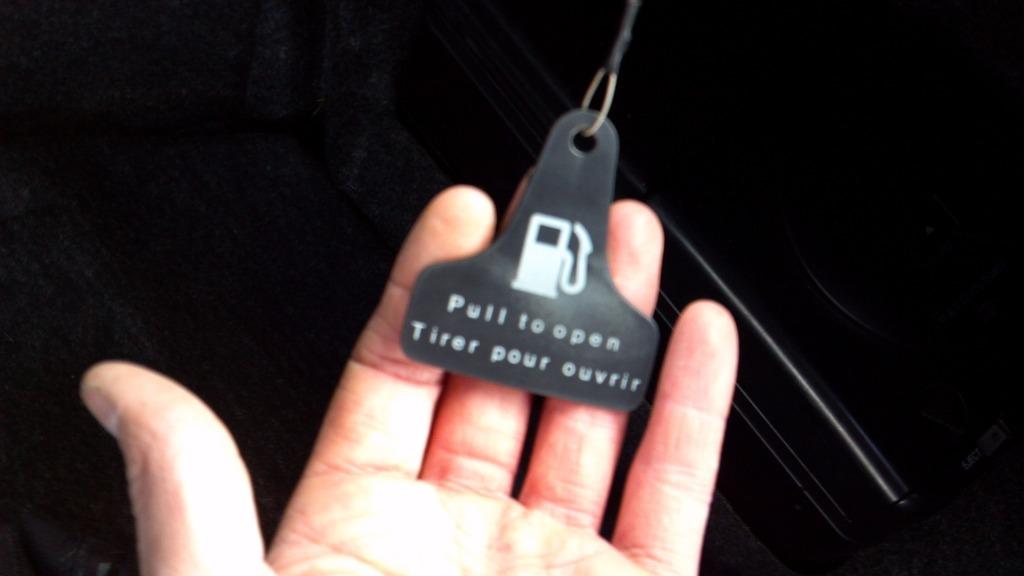 Pull to open
Tirer pour ouvrir